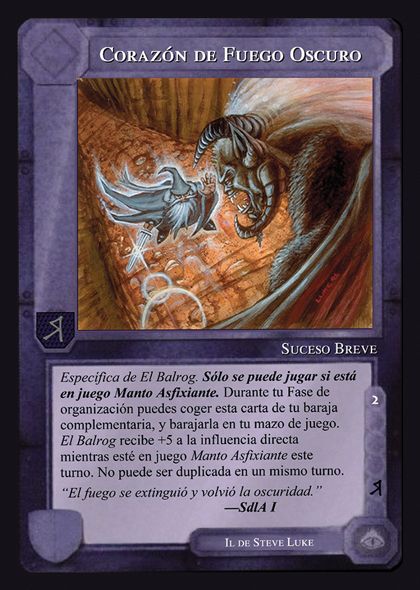 Corazón de Fuego Oscuro
Suceso Breve
Específica de El Balrog. Sólo se puede jugar si está
en juego Manto Asfixiante. Durante tu Fase de
organización puedes coger esta carta de tu baraja
complementaria, y barajarla en tu mazo de juego.
El Balrog recibe +5 a la influencia directa
mientras esté en juego Manto Asfixiante este
turno. No puede ser duplicada en un mismo turno.
2
“El fuego se extinguió y volvió la oscuridad.”
—SdlA I
Il de Steve Luke